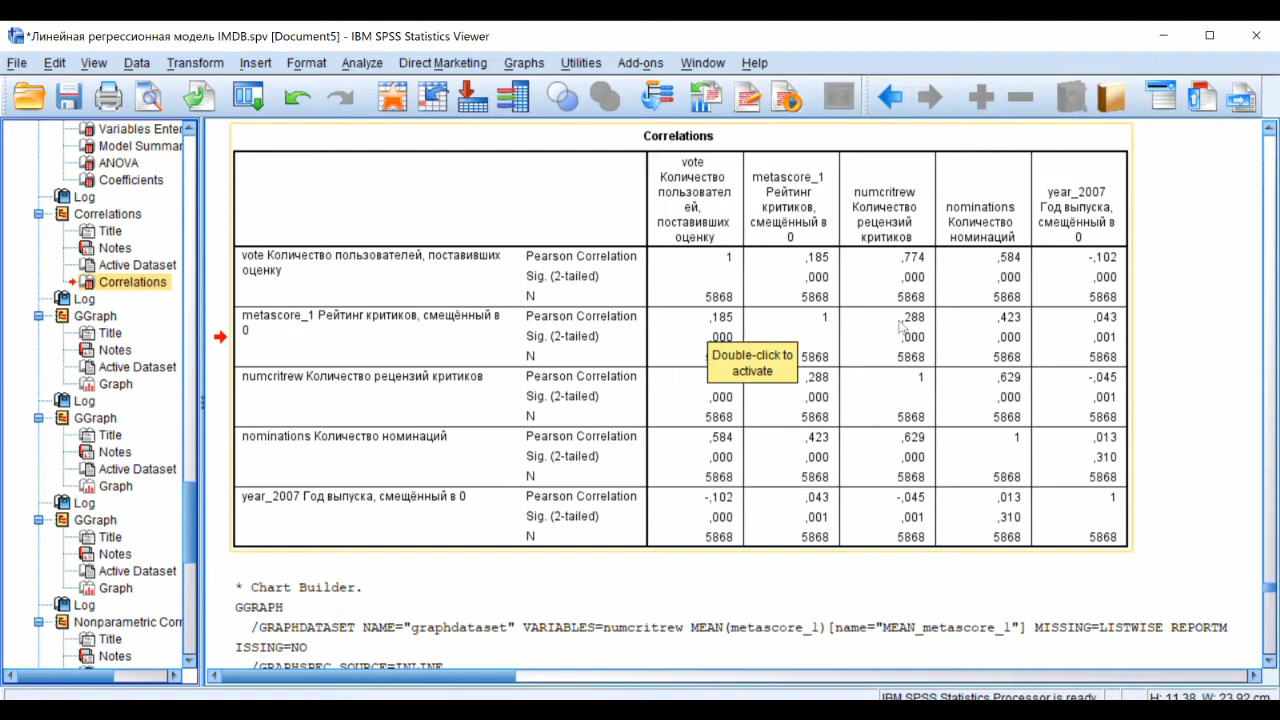 *Линейная регрессионная модель IMDB.spv [Document5] - IBM SPSS Statistics Viewer
File Edit View Data Transform Insert Format Analyze Direct Marketing Graphs Utilities Add-ons Window Help
Variables Enter
Model Summar
ANOVA
Coefficients
Log
Correlations
Title
Notes
Active Dataset
Correlations
Log
GGraph
Title
Notes
Active Dataset
Graph
Log
GGraph
Title
Notes
Active Dataset
Graph
Log
GGraph
Title
Notes
Active Dataset
Graph
Log
Nonparametric Corr
Title
Notes
Correlations
vote
Количество
пользовател
ей,
поставивших
оценку
metascore_1
Рейтинг
критиков,
смещённый в
0
numcritrew
Количество
рецензий
критиков
nominations
Количество
номинаций
year_2007
Год выпуска,
смещённый в
0
vote Количество пользователей, поставивших
оценку
Pearson Correlation 1 ,185 ,774 ,584 -,102
Sig. (2-tailed) ,000 ,000 ,000 ,000
N 5868 5868 5868 5868 5868
metascore_1 Рейтинг критиков, смещённый в
0
Pearson Correlation ,185 1 ,288 ,423 ,043
Sig. (2-tailed) ,000 ,000 ,000 ,001
N 5868 5868 5868 5868
Double-click to
activate
numcritrew Количество рецензий критиков
Pearson Correlation ,288 1 ,629 -,045
Sig. (2-tailed) ,000 ,000 ,000 ,001
N 5868 5868 5868 5868 5868
nominations Количество номинаций
Pearson Correlation ,584 ,423 ,629 1 ,013
Sig. (2-tailed) ,000 ,000 ,000 ,310
N 5868 5868 5868 5868 5868
year_2007 Год выпуска, смещённый в 0
Pearson Correlation -,102 ,043 -,045 ,013 1
Sig. (2-tailed) ,000 ,001 ,001 ,310
N 5868 5868 5868 5868 5868
* Chart Builder.
GGRAPH
/GRAPHDATASET NAME="graphdataset" VARIABLES=numcritrew MEAN(metascore_1)[name="MEAN_metascore_1"] MISSING=LISTWISE REPORTM
ISSING=NO
/GRAPHSPEC SOURCE=INLINE
IBM SPSS Statistics Processor is ready
H: 11,38, W: 23,92 cm